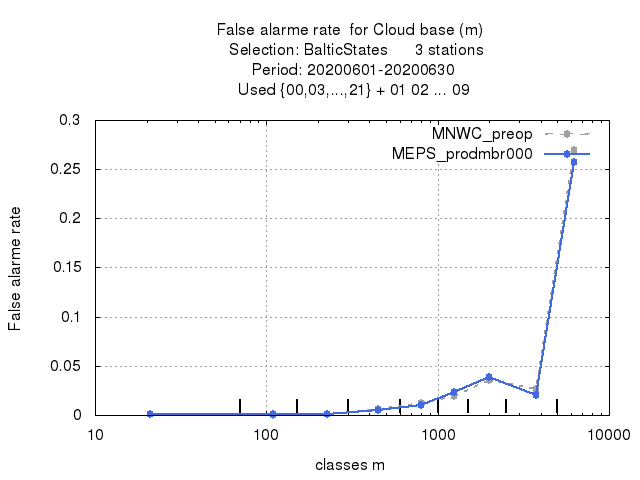 False alarme rate  for Cloud base (m)
Selection: BalticStates      3 stations
Period: 20200601-20200630
Used {00,03,...,21} + 01 02 ... 09
0.3
MNWC_preop
MEPS_prodmbr000
0.25
0.2
0.15
0.1
0.05
0
False alarme rate
10 100 1000 10000
classes m